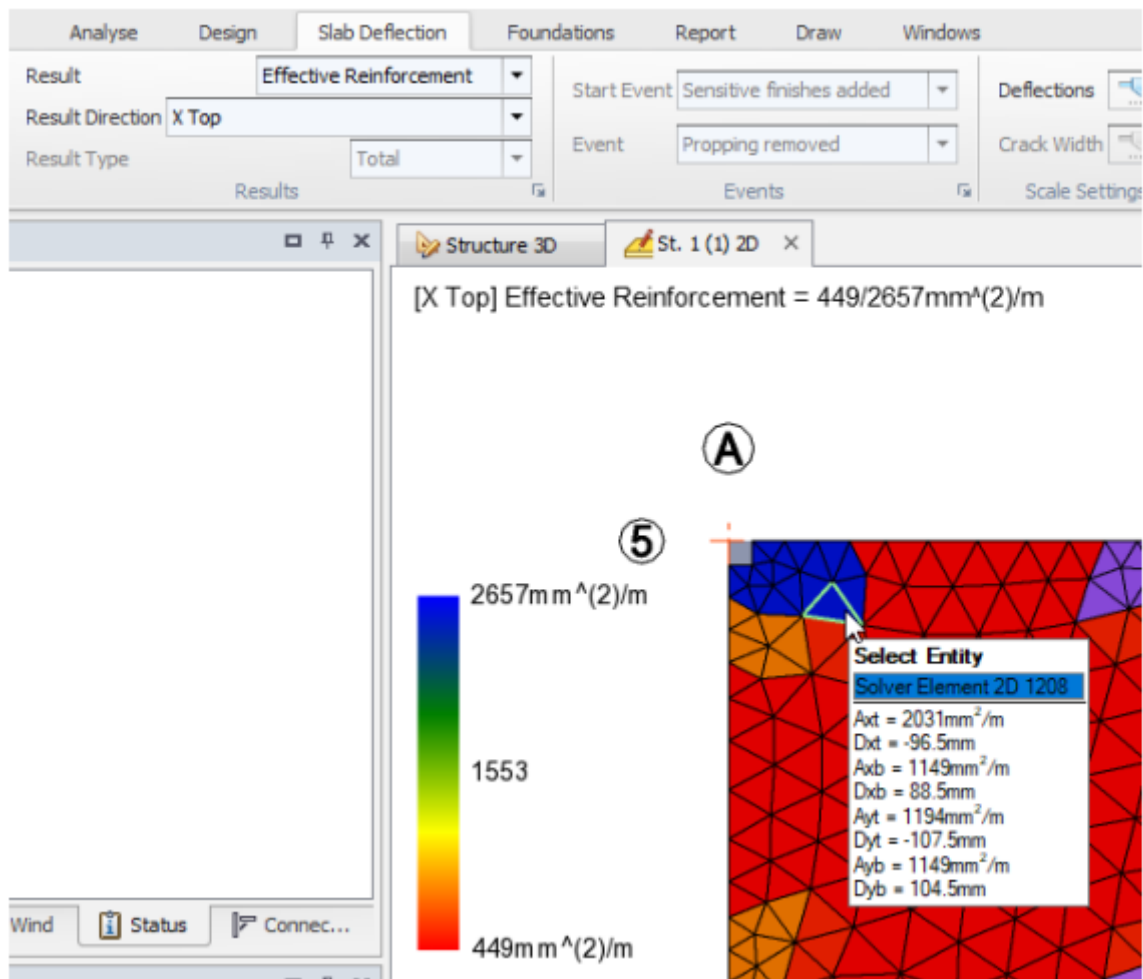 Analyse Design Slab Deflection Foundations Report Draw Windows
Result Effective Reinforcement
Result Direction X Top
Result Type Total
Results
Start Event Sensitive finishes added
Event Propping removed
Events
Deflections
Crack Width
Scale Settings
Structure 3D St. 1 (1) 2D
[X Top] Effective Reinforcement = 449/2657mm^(2)/m
A
5
2657mm^(2)/m
1553
449mm^(2)/m
Select Entity
Solver Element 2D 1208
Axt = 2031mm²/m
Dxt = -96.5mm
Axb = 1149mm²/m
Dxb = 88.5mm
Ayt = 1194mm²/m
Dyt = -107.5mm
Ayb = 1149mm²/m
Dyb = 104.5mm
Wind Status Connec...